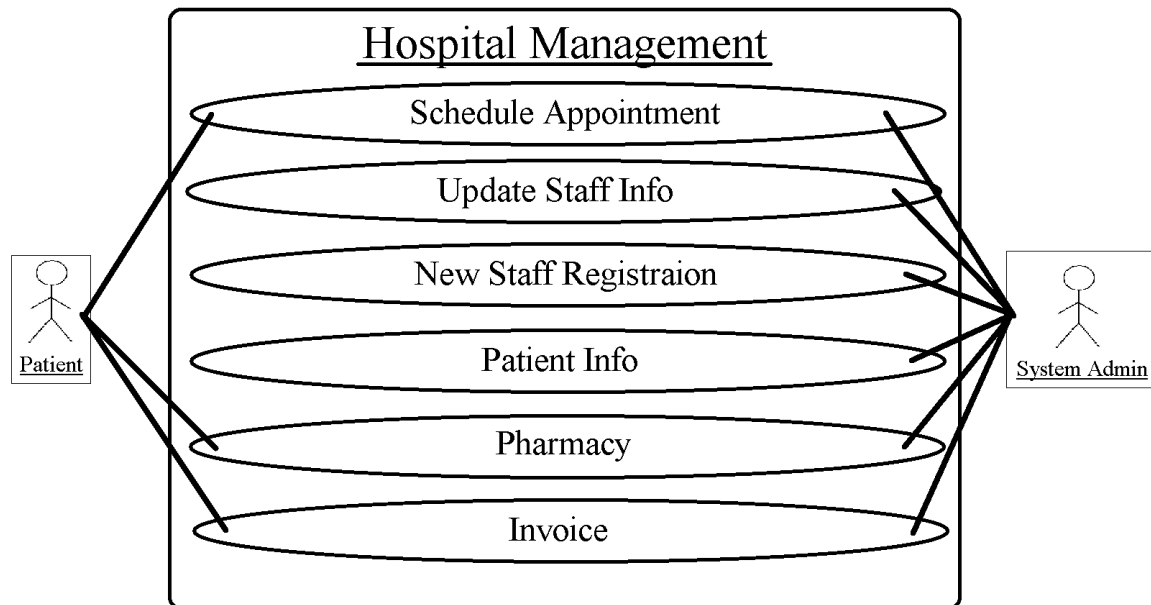 Hospital Management
Schedule Appointment
Update Staff Info
New Staff Registraion
Patient Info
Pharmacy
Invoice
Patient
System Admin